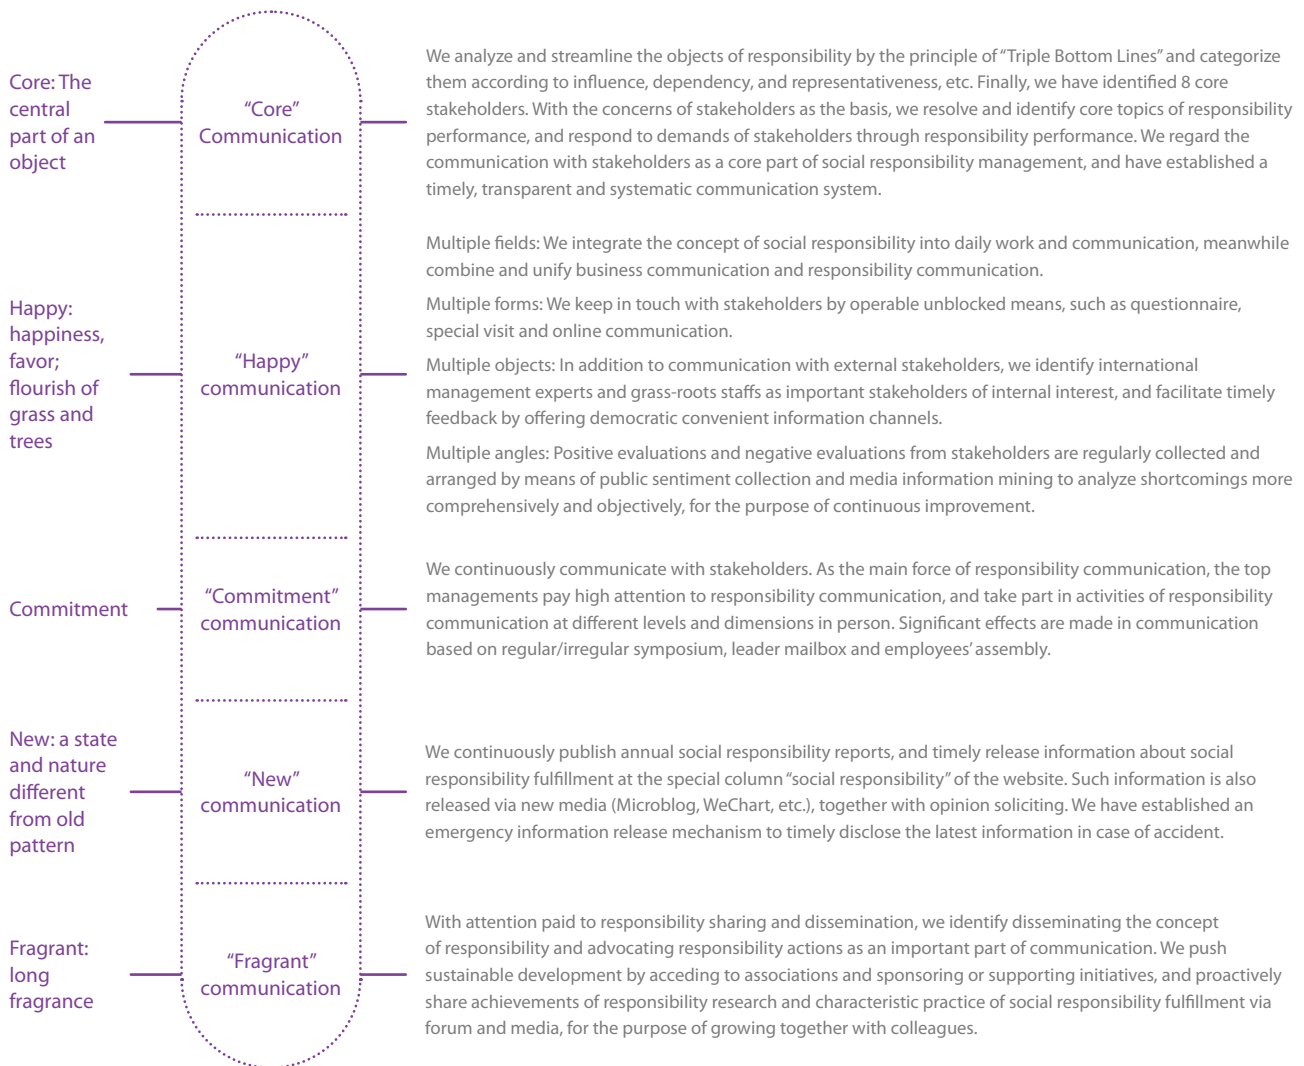 Core: The
central
part of an
object
“Core”
Communication
We analyze and streamline the objects of responsibility by the principle of “Triple Bottom Lines” and categorize
them according to influence, dependency, and representativeness, etc. Finally, we have identified 8 core
stakeholders. With the concerns of stakeholders as the basis, we resolve and identify core topics of responsibility
performance, and respond to demands of stakeholders through responsibility performance. We regard the
communication with stakeholders as a core part of social responsibility management, and have established a
timely, transparent and systematic communication system.
Happy:
happiness,
favor;
flourish of
grass and
trees
“Happy”
communication
Multiple fields: We integrate the concept of social responsibility into daily work and communication, meanwhile
combine and unify business communication and responsibility communication.
Multiple forms: We keep in touch with stakeholders by operable unblocked means, such as questionnaire,
special visit and online communication.
Multiple objects: In addition to communication with external stakeholders, we identify international
management experts and grass-roots staffs as important stakeholders of internal interest, and facilitate timely
feedback by offering democratic convenient information channels.
Multiple angles: Positive evaluations and negative evaluations from stakeholders are regularly collected and
arranged by means of public sentiment collection and media information mining to analyze shortcomings more
comprehensively and objectively, for the purpose of continuous improvement.
Commitment
“Commitment”
communication
We continuously communicate with stakeholders. As the main force of responsibility communication, the top
managements pay high attention to responsibility communication, and take part in activities of responsibility
communication at different levels and dimensions in person. Significant effects are made in communication
based on regular/irregular symposium, leader mailbox and employees’ assembly.
New: a state
and nature
different
from old
pattern
“New”
communication
We continuously publish annual social responsibility reports, and timely release information about social
responsibility fulfillment at the special column “social responsibility” of the website. Such information is also
released via new media (Microblog, WeChart, etc.), together with opinion soliciting. We have established an
emergency information release mechanism to timely disclose the latest information in case of accident.
Fragrant:
long
fragrance
“Fragrant”
communication
With attention paid to responsibility sharing and dissemination, we identify disseminating the concept
of responsibility and advocating responsibility actions as an important part of communication. We push
sustainable development by acceding to associations and sponsoring or supporting initiatives, and proactively
share achievements of responsibility research and characteristic practice of social responsibility fulfillment via
forum and media, for the purpose of growing together with colleagues.